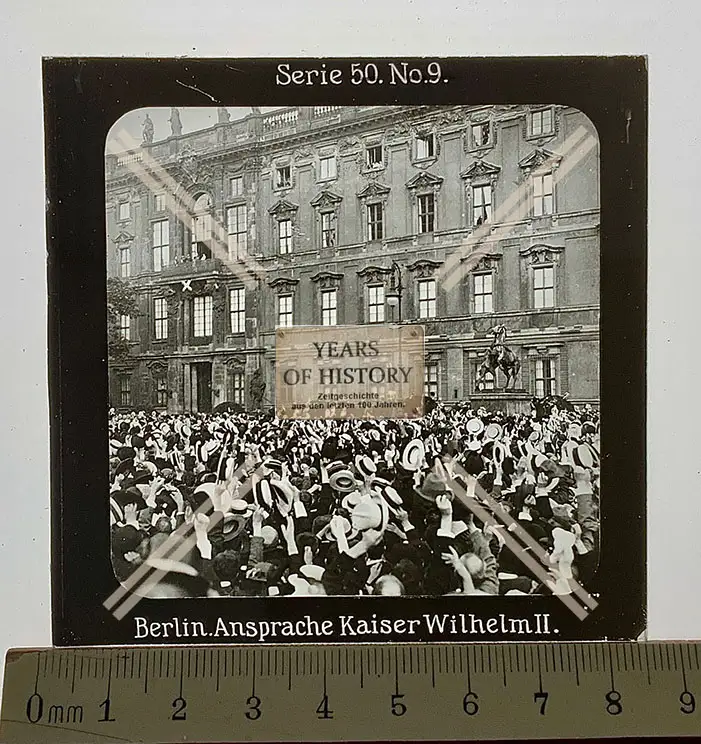 Serie 50. No.9.
YEARS
OF HISTORY
Zeitgeschichte
aus den letzten 100 Jahren.
Berlin. Ansprache Kaiser Wilhelm II.
0mm 1 2 3 4 5 6 7 8 9